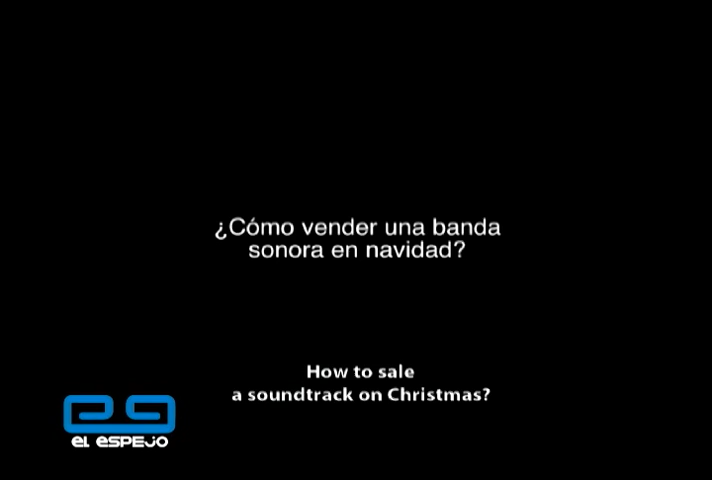 ¿Cómo vender una banda
sonora en navidad?
How to sale
a soundtrack on Christmas?
el espejo